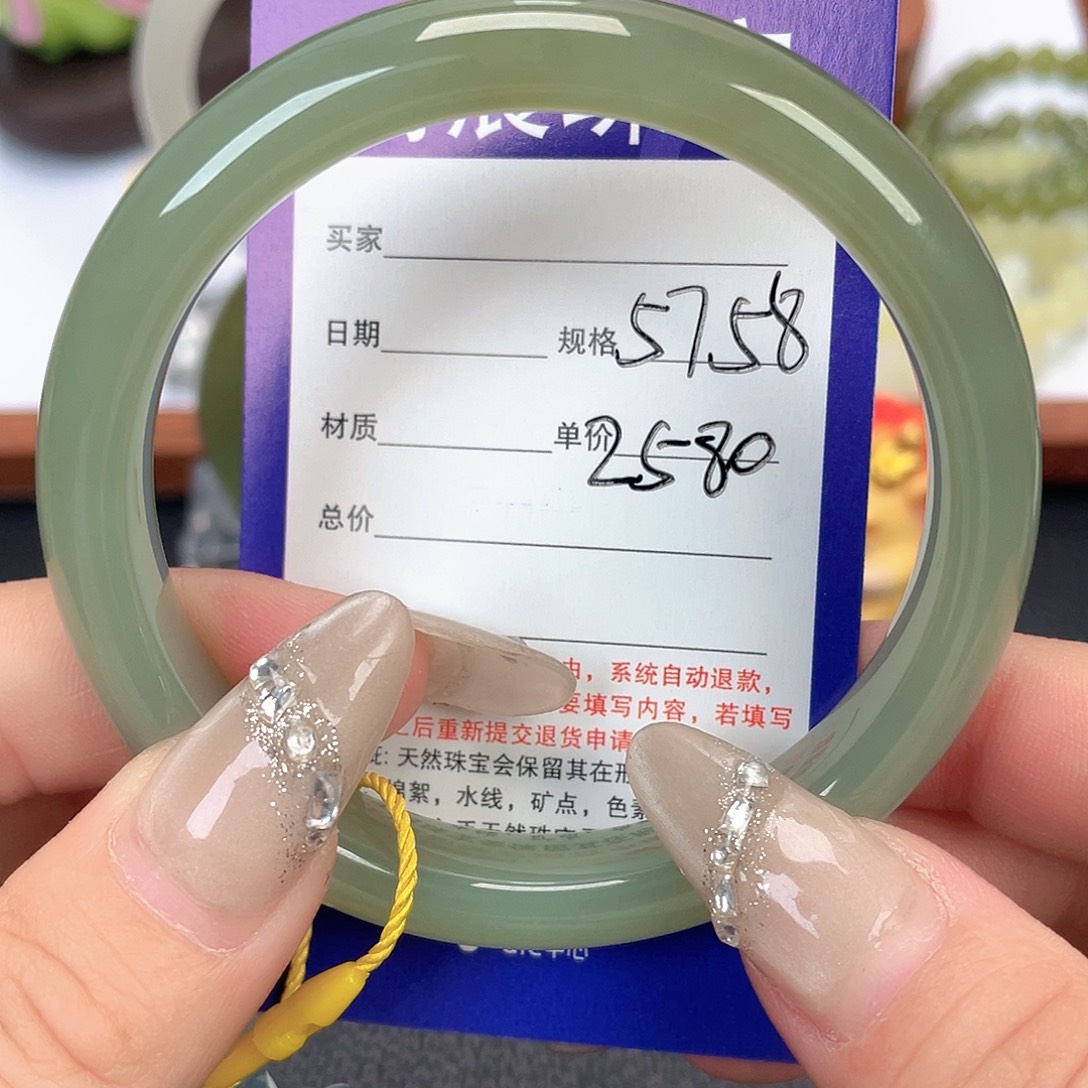 买家
日期 规格 57.58
材质 单价 2580
总价
由，系统自动退款，
要填写内容，若填写
之后重新提交退货申请
天然珠宝会保留其在形
棉絮，水线，矿点，色素